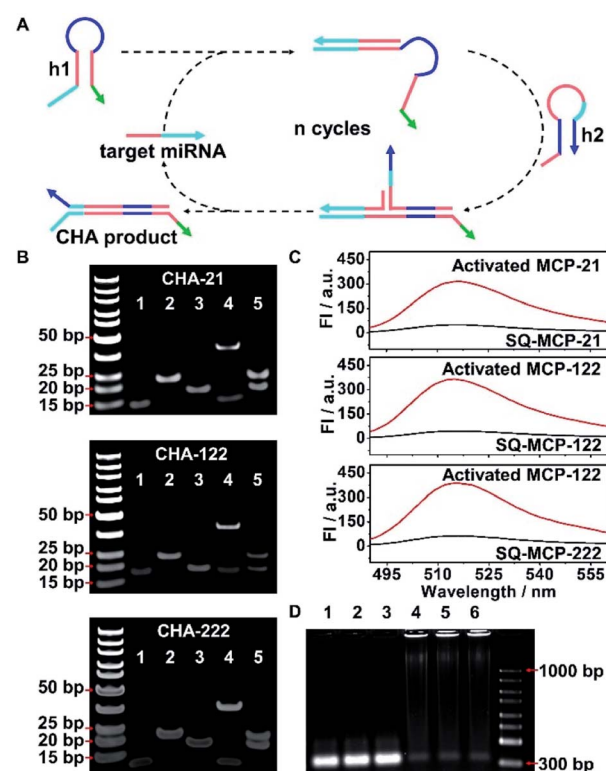 A
h1
target miRNA
n cycles
h2
CHA product
B
CHA-21
1 2 3 4 5
50 bp
25 bp
20 bp
15 bp
CHA-122
1 2 3 4 5
50 bp
25 bp
20 bp
15 bp
CHA-222
1 2 3 4 5
50 bp
25 bp
20 bp
15 bp
C
FI / a.u.
450
300
150
0
Activated MCP-21
SQ-MCP-21
FI / a.u.
450
300
150
0
Activated MCP-122
SQ-MCP-122
FI / a.u.
450
300
150
0
Activated MCP-122
SQ-MCP-222
495 510 525 540 555
Wavelength / nm
D
1 2 3 4 5 6
1000 bp
300 bp